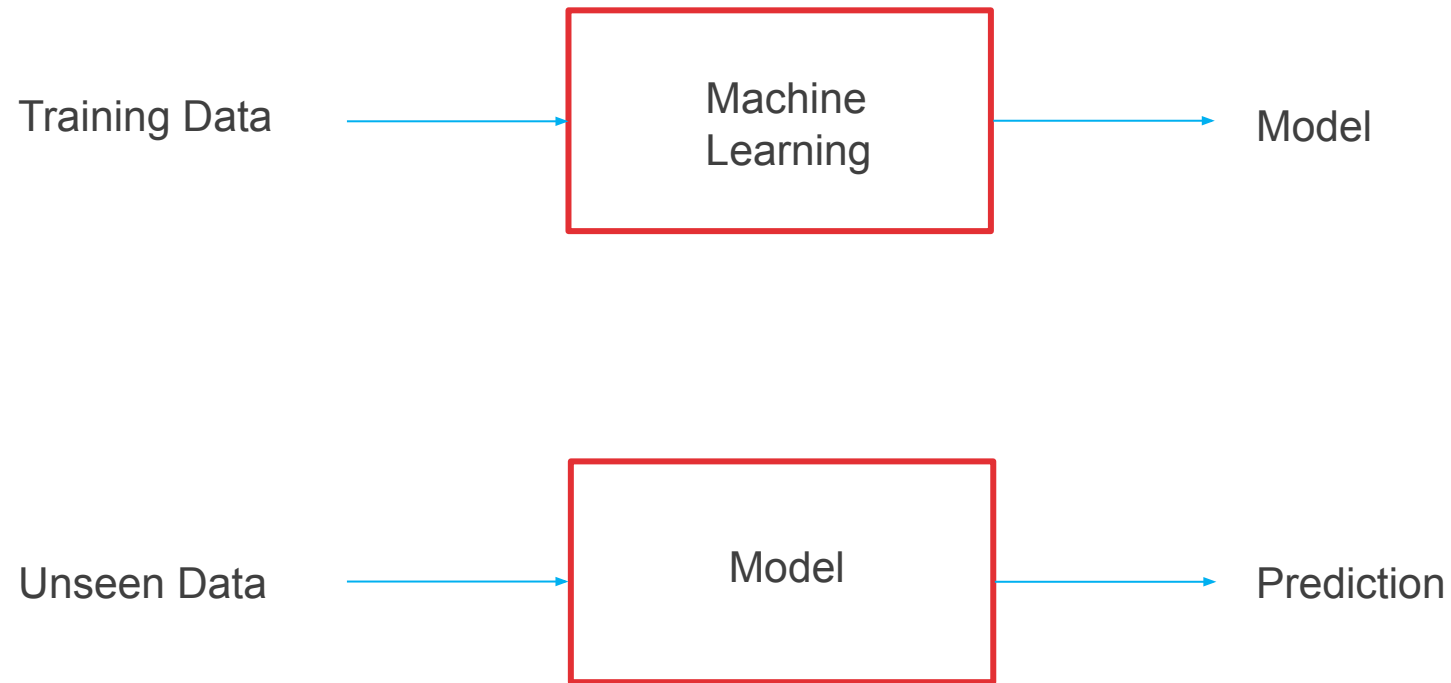 Training Data
Machine
Learning
Model
Unseen Data
Model
Prediction